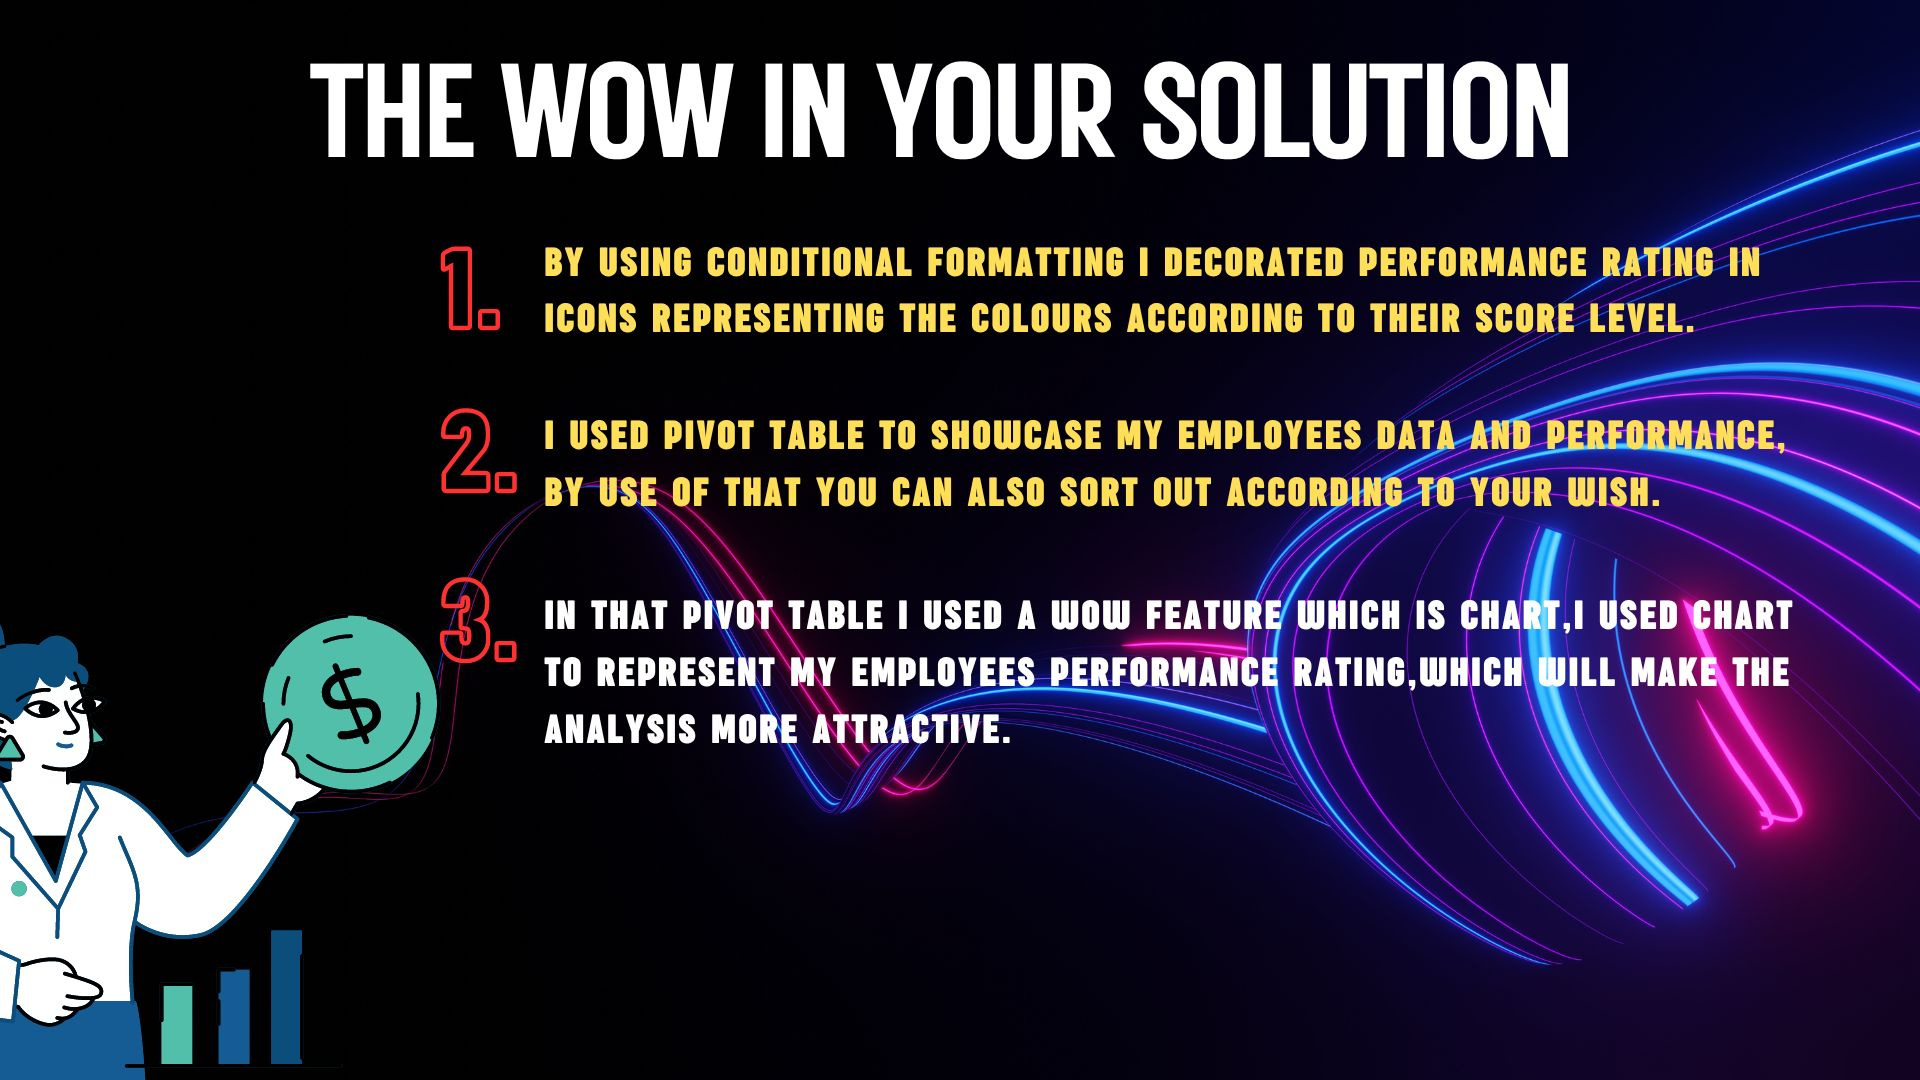 THE WOW IN YOUR SOLUTION
1.
BY USING CONDITIONAL FORMATTING I DECORATED PERFORMANCE RATING IN
ICONS REPRESENTING THE COLOURS ACCORDING TO THEIR SCORE LEVEL.
2.
I USED PIVOT TABLE TO SHOWCASE MY EMPLOYEES DATA AND PERFORMANCE,
BY USE OF THAT YOU CAN ALSO SORT OUT ACCORDING TO YOUR WISH.
3.
IN THAT PIVOT TABLE I USED A WOW FEATURE WHICH IS CHART,I USED CHART
TO REPRESENT MY EMPLOYEES PERFORMANCE RATING,WHICH WILL MAKE THE
ANALYSIS MORE ATTRACTIVE.
$